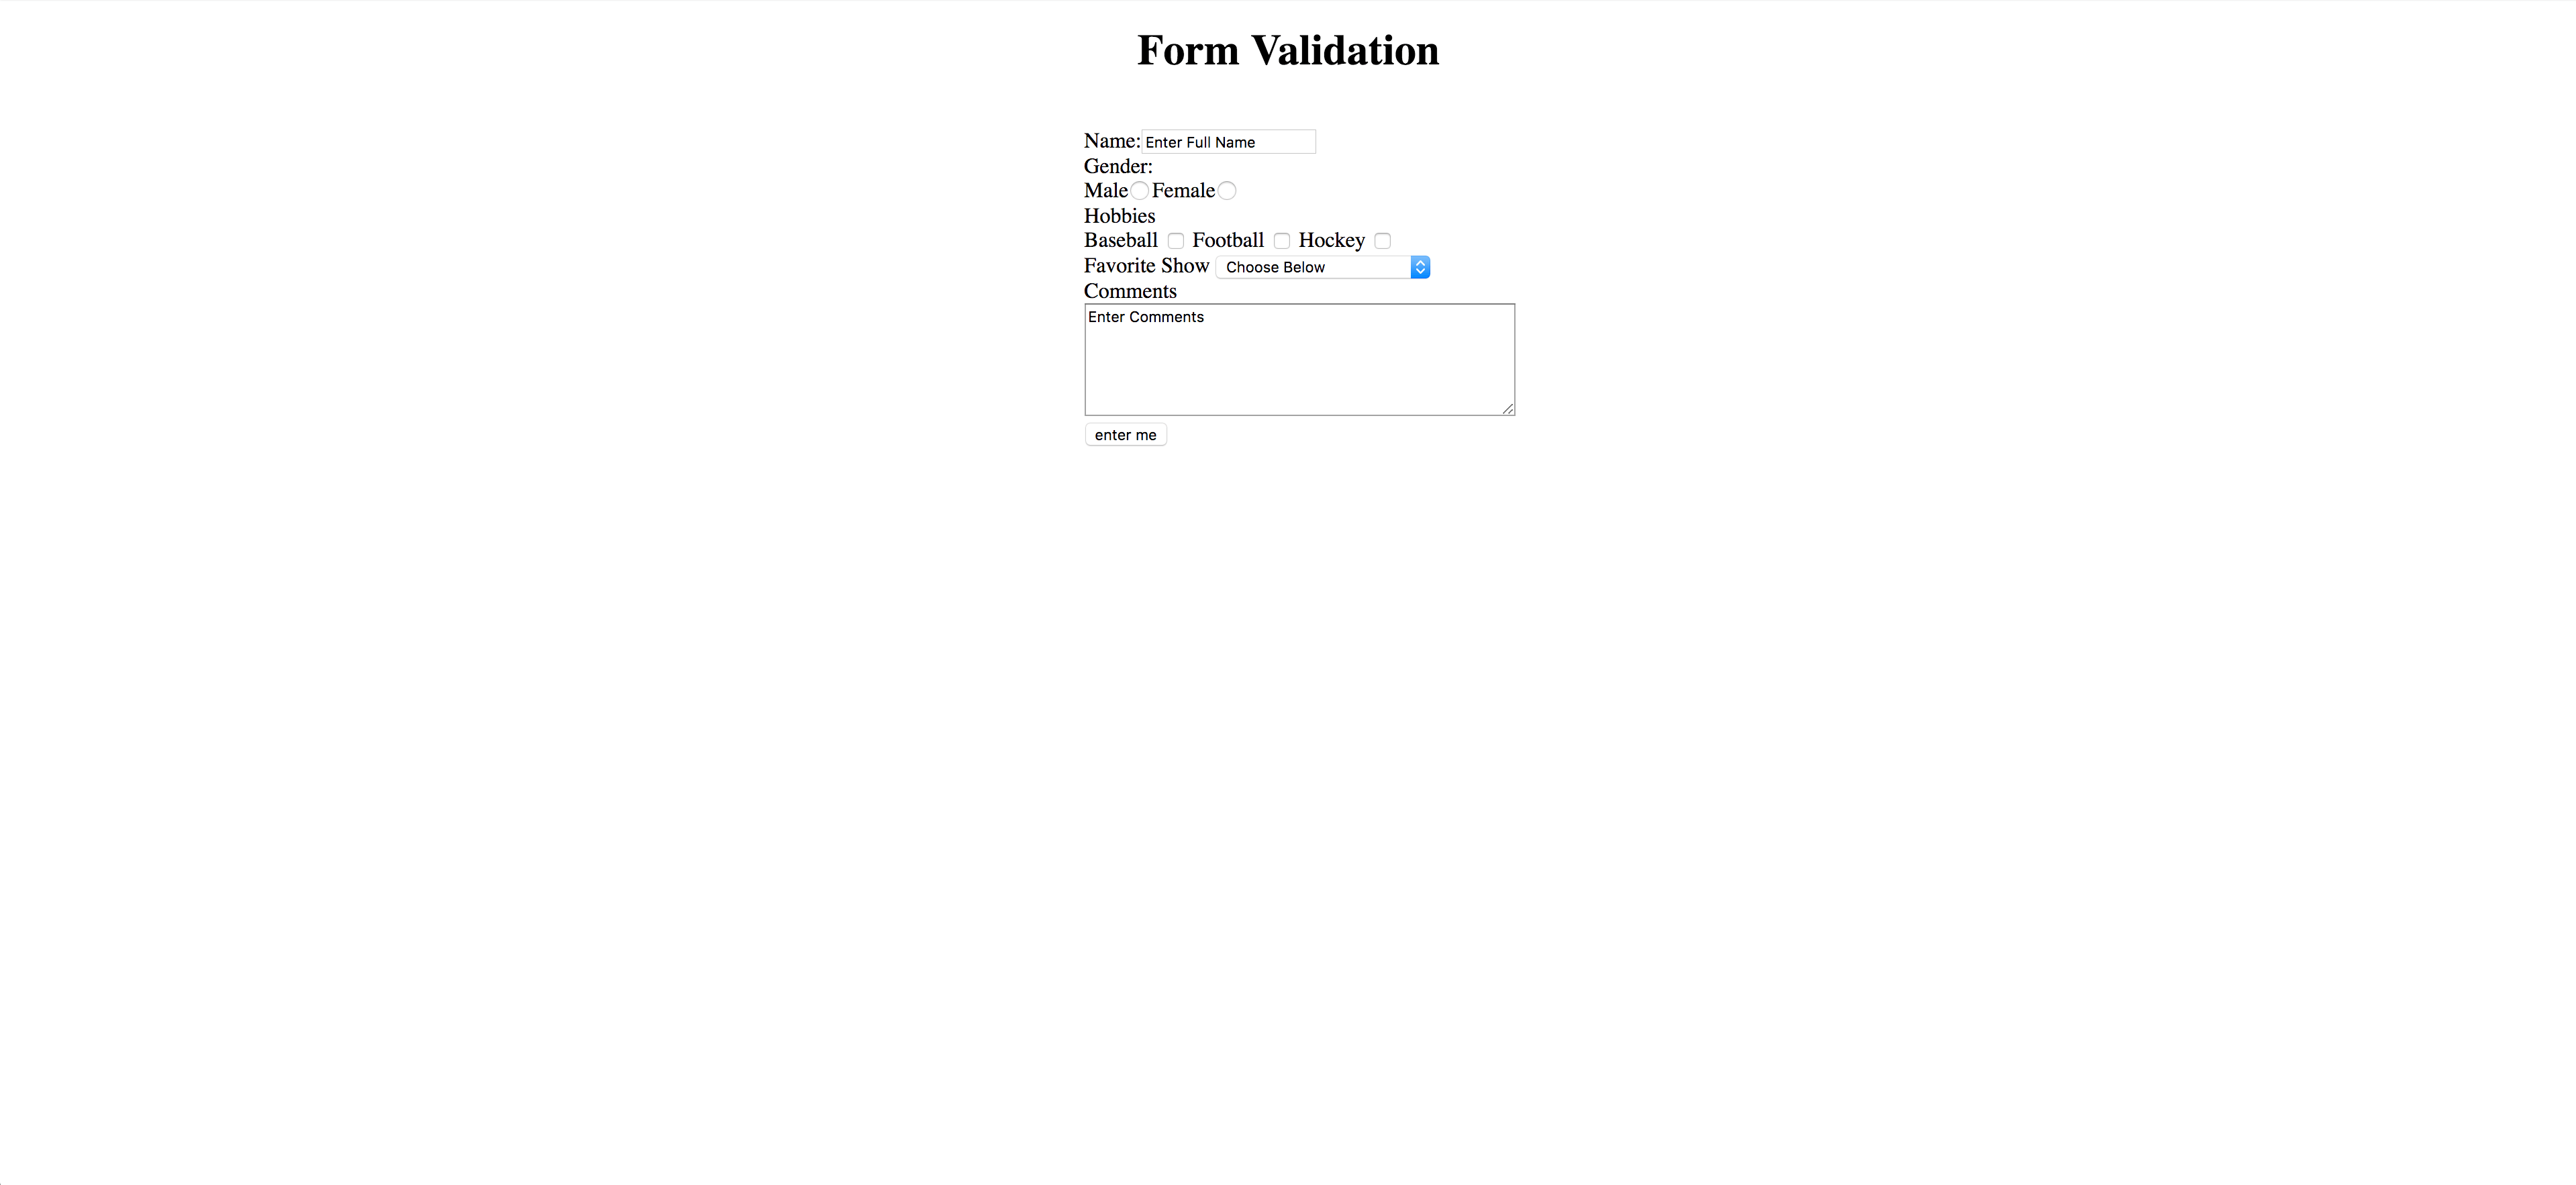 Form Validation
Name: Enter Full Name
Gender:
Male Female
Hobbies
Baseball Football Hockey
Favorite Show Choose Below
Comments
Enter Comments
enter me